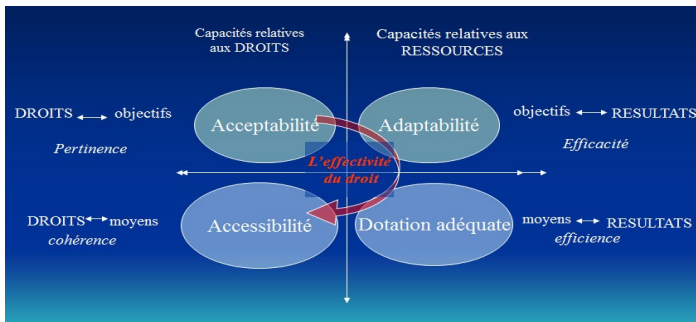 Capacités relatives
aux DROITS
Capacités relatives aux
RESSOURCES
DROITS objectifs
Pertinence
Acceptabilité
Adaptabilité
objectifs RESULTATS
Efficacité
L'effectivité
du droit
DROITS moyens
cohérence
Accessibilité
Dotation adéquate
moyens RESULTATS
efficience